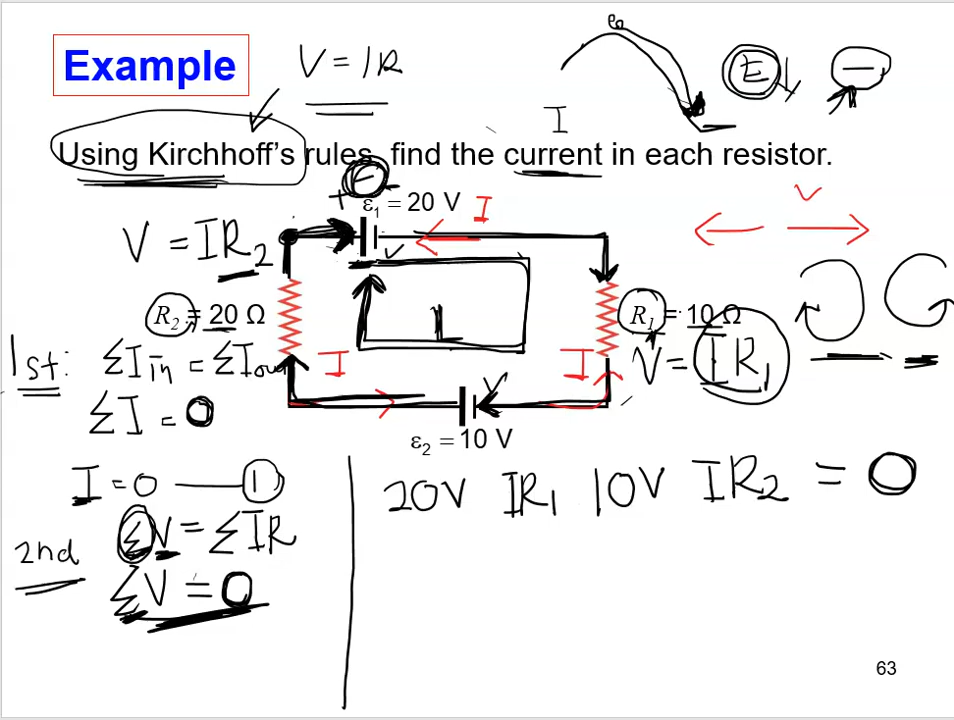 Example
V = IR
E
I
Using Kirchhoff's rules, find the current in each resistor.
+ -
ε1 = 20 V
I
V
V = IR2
R2 = 20 Ω
R1 = 10 Ω
1st: ΣIin = ΣIout
I
I
V = IR1
ΣI = 0
ε2 = 10 V
I = 0 — 1
20V IR1 10V IR2 = 0
2nd ΣV = ΣIR
ΣV = 0
63